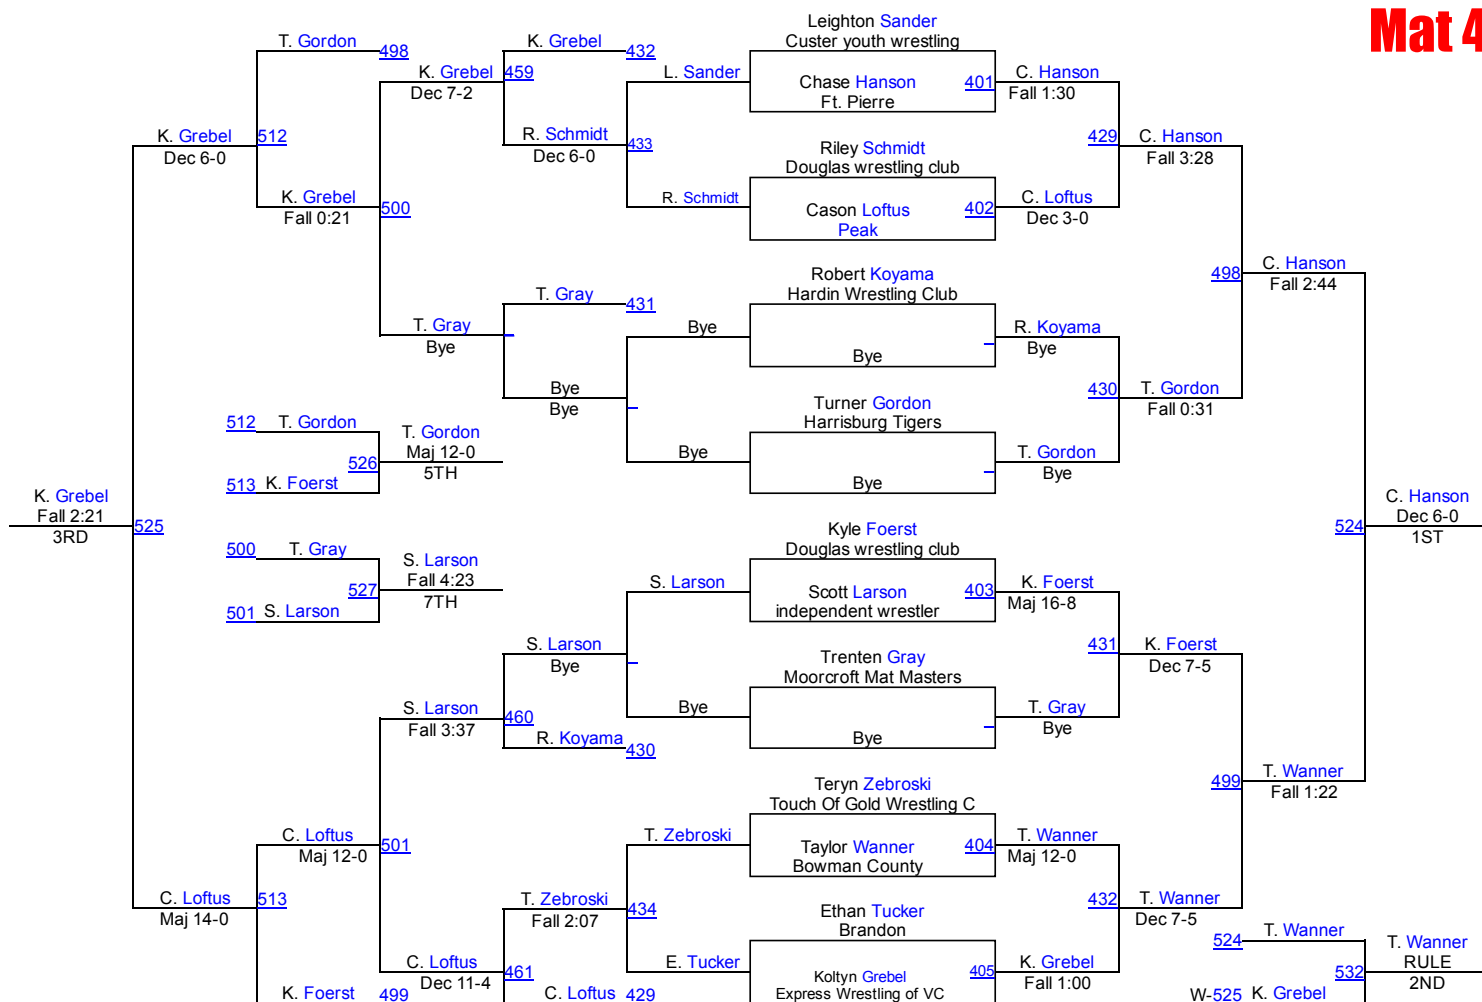 Mat 4
Leighton Sander
Custer youth wrestling
T. Gordon 498
K. Grebel 432
K. Grebel 459
Dec 7-2
L. Sander
Chase Hanson 401
Ft. Pierre
C. Hanson
Fall 1:30
K. Grebel 512
Dec 6-0
R. Schmidt 433
Dec 6-0
Riley Schmidt
Douglas wrestling club
429 C. Hanson
Fall 3:28
K. Grebel 500
Fall 0:21
R. Schmidt
Cason Loftus 402
Peak
C. Loftus
Dec 3-0
498 C. Hanson
Fall 2:44
Robert Koyama
Hardin Wrestling Club
T. Gray 431
T. Gray
Bye
Bye
Bye
R. Koyama
Bye
Bye
Bye
430 T. Gordon
Fall 0:31
Turner Gordon
Harrisburg Tigers
Bye
Bye
T. Gordon
Bye
512 T. Gordon
526
513 K. Foerst
T. Gordon
Maj 12-0
5TH
K. Grebel
Fall 2:21
3RD
525
524
C. Hanson
Dec 6-0
1ST
500 T. Gray
527
501 S. Larson
S. Larson
Fall 4:23
7TH
Kyle Foerst
Douglas wrestling club
S. Larson
Scott Larson 403
independent wrestler
K. Foerst
Maj 16-8
S. Larson
Bye
431 K. Foerst
Dec 7-5
Trenten Gray
Moorcroft Mat Masters
S. Larson 460
Fall 3:37
R. Koyama 430
Bye
Bye
T. Gray
Bye
499 T. Wanner
Fall 1:22
Teryn Zebroski
Touch Of Gold Wrestling C
C. Loftus 501
Maj 12-0
T. Zebroski
Taylor Wanner 404
Bowman County
T. Wanner
Maj 12-0
C. Loftus 513
Maj 14-0
T. Zebroski 434
Fall 2:07
Ethan Tucker
Brandon
432 T. Wanner
Dec 7-5
C. Loftus 461
Dec 11-4
E. Tucker
Koltyn Grebel 405
Express Wrestling of VC
K. Grebel
Fall 1:00
524 T. Wanner
532
W-525 K. Grebel
T. Wanner
RULE
2ND
K. Foerst 499
C. Loftus 429